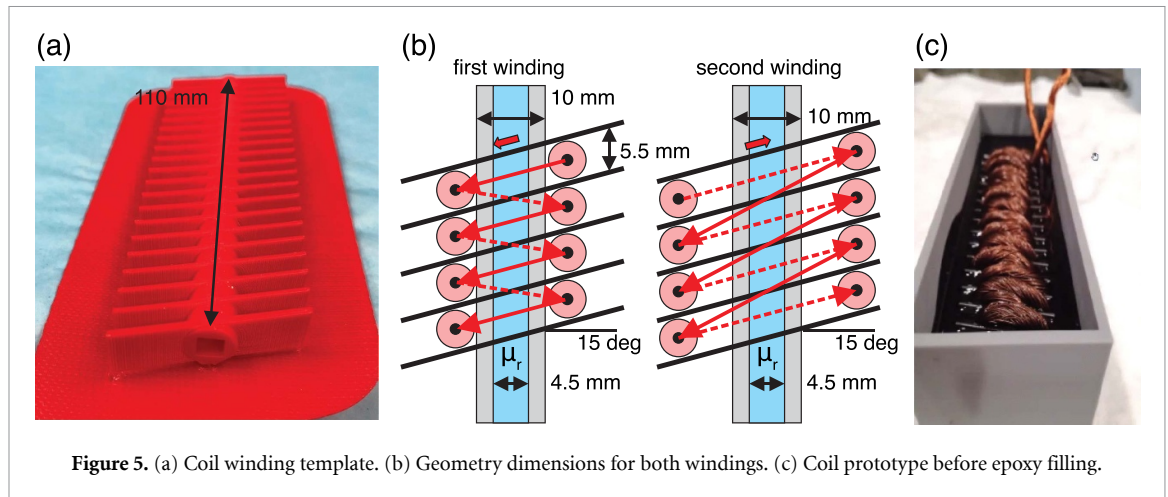 (a)
110 mm
(b)
first winding
10 mm
5.5 mm
15 deg
μr
4.5 mm
second winding
10 mm
15 deg
μr
4.5 mm
(c)
Figure 5. (a) Coil winding template. (b) Geometry dimensions for both windings. (c) Coil prototype before epoxy filling.